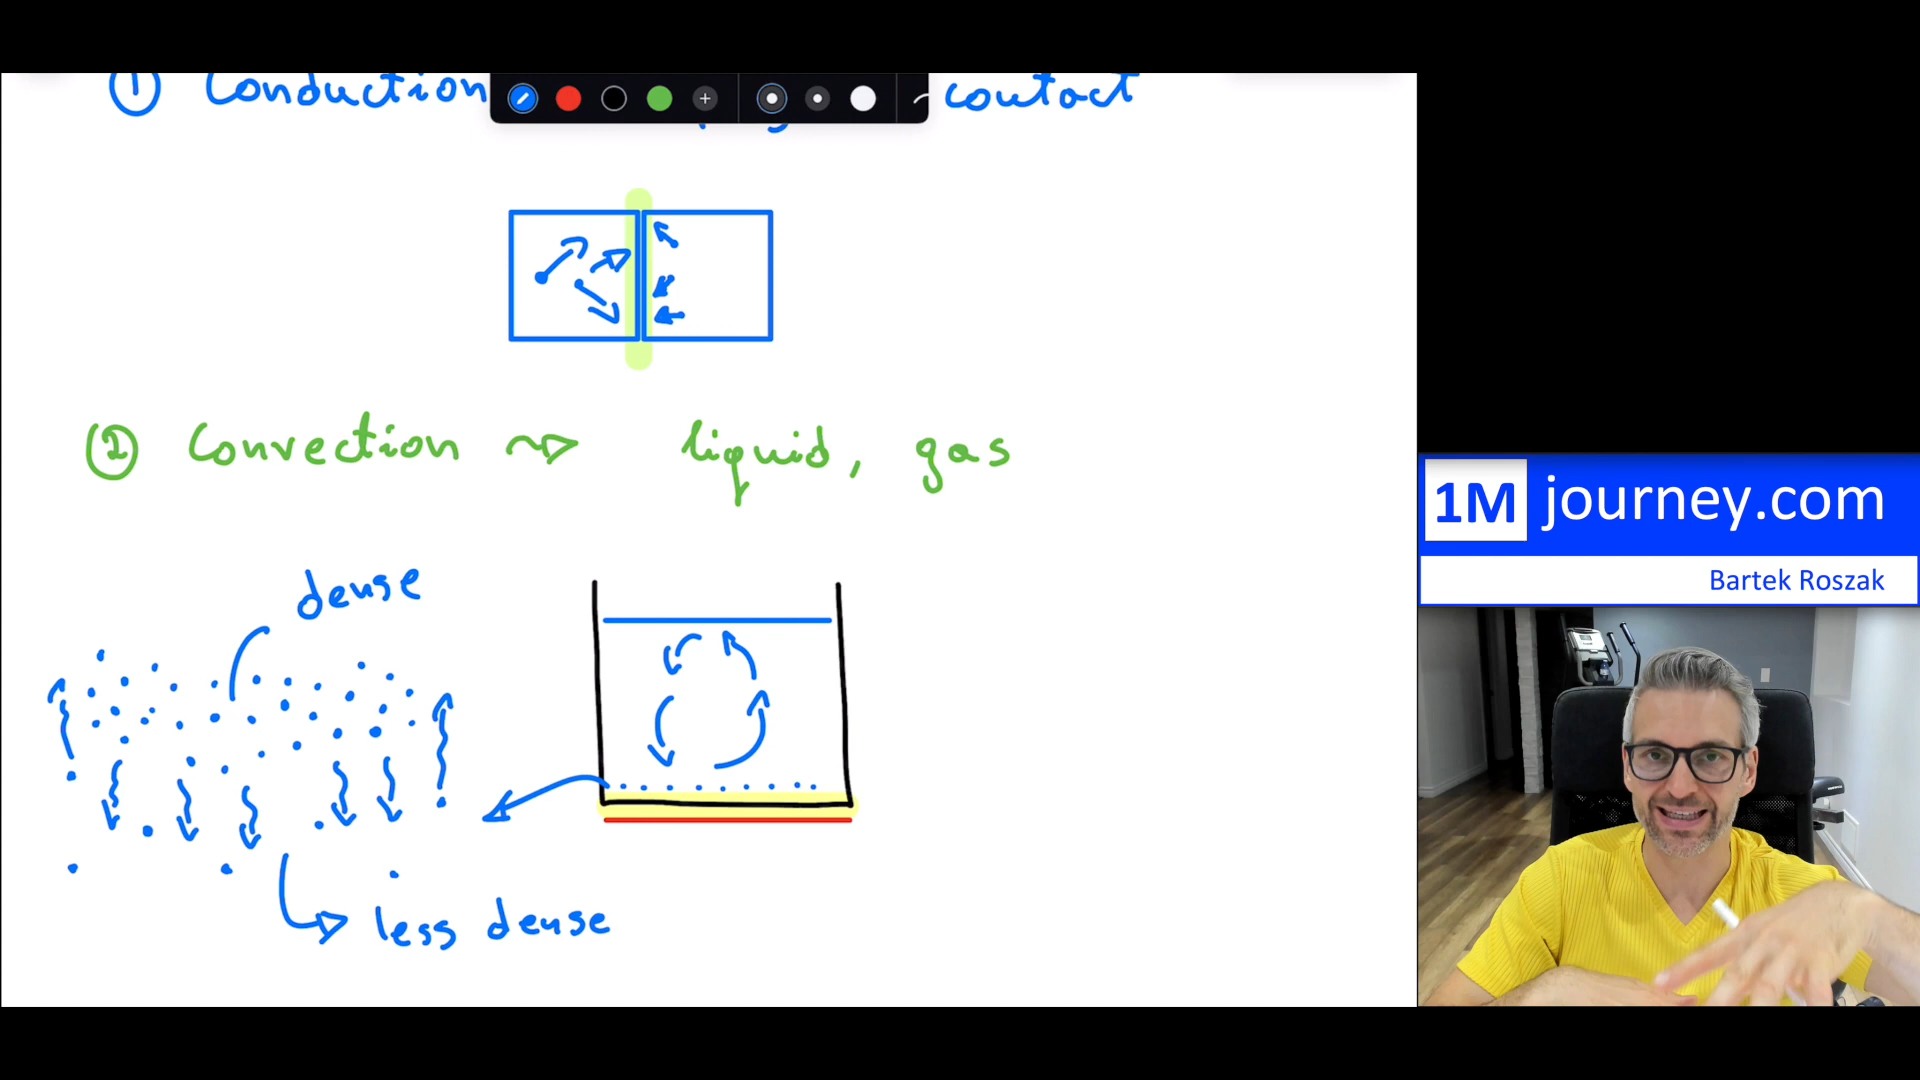 ① Conduction contact
② Convection liquid, gas
dense
less dense
1M journey.com
Bartek Roszak